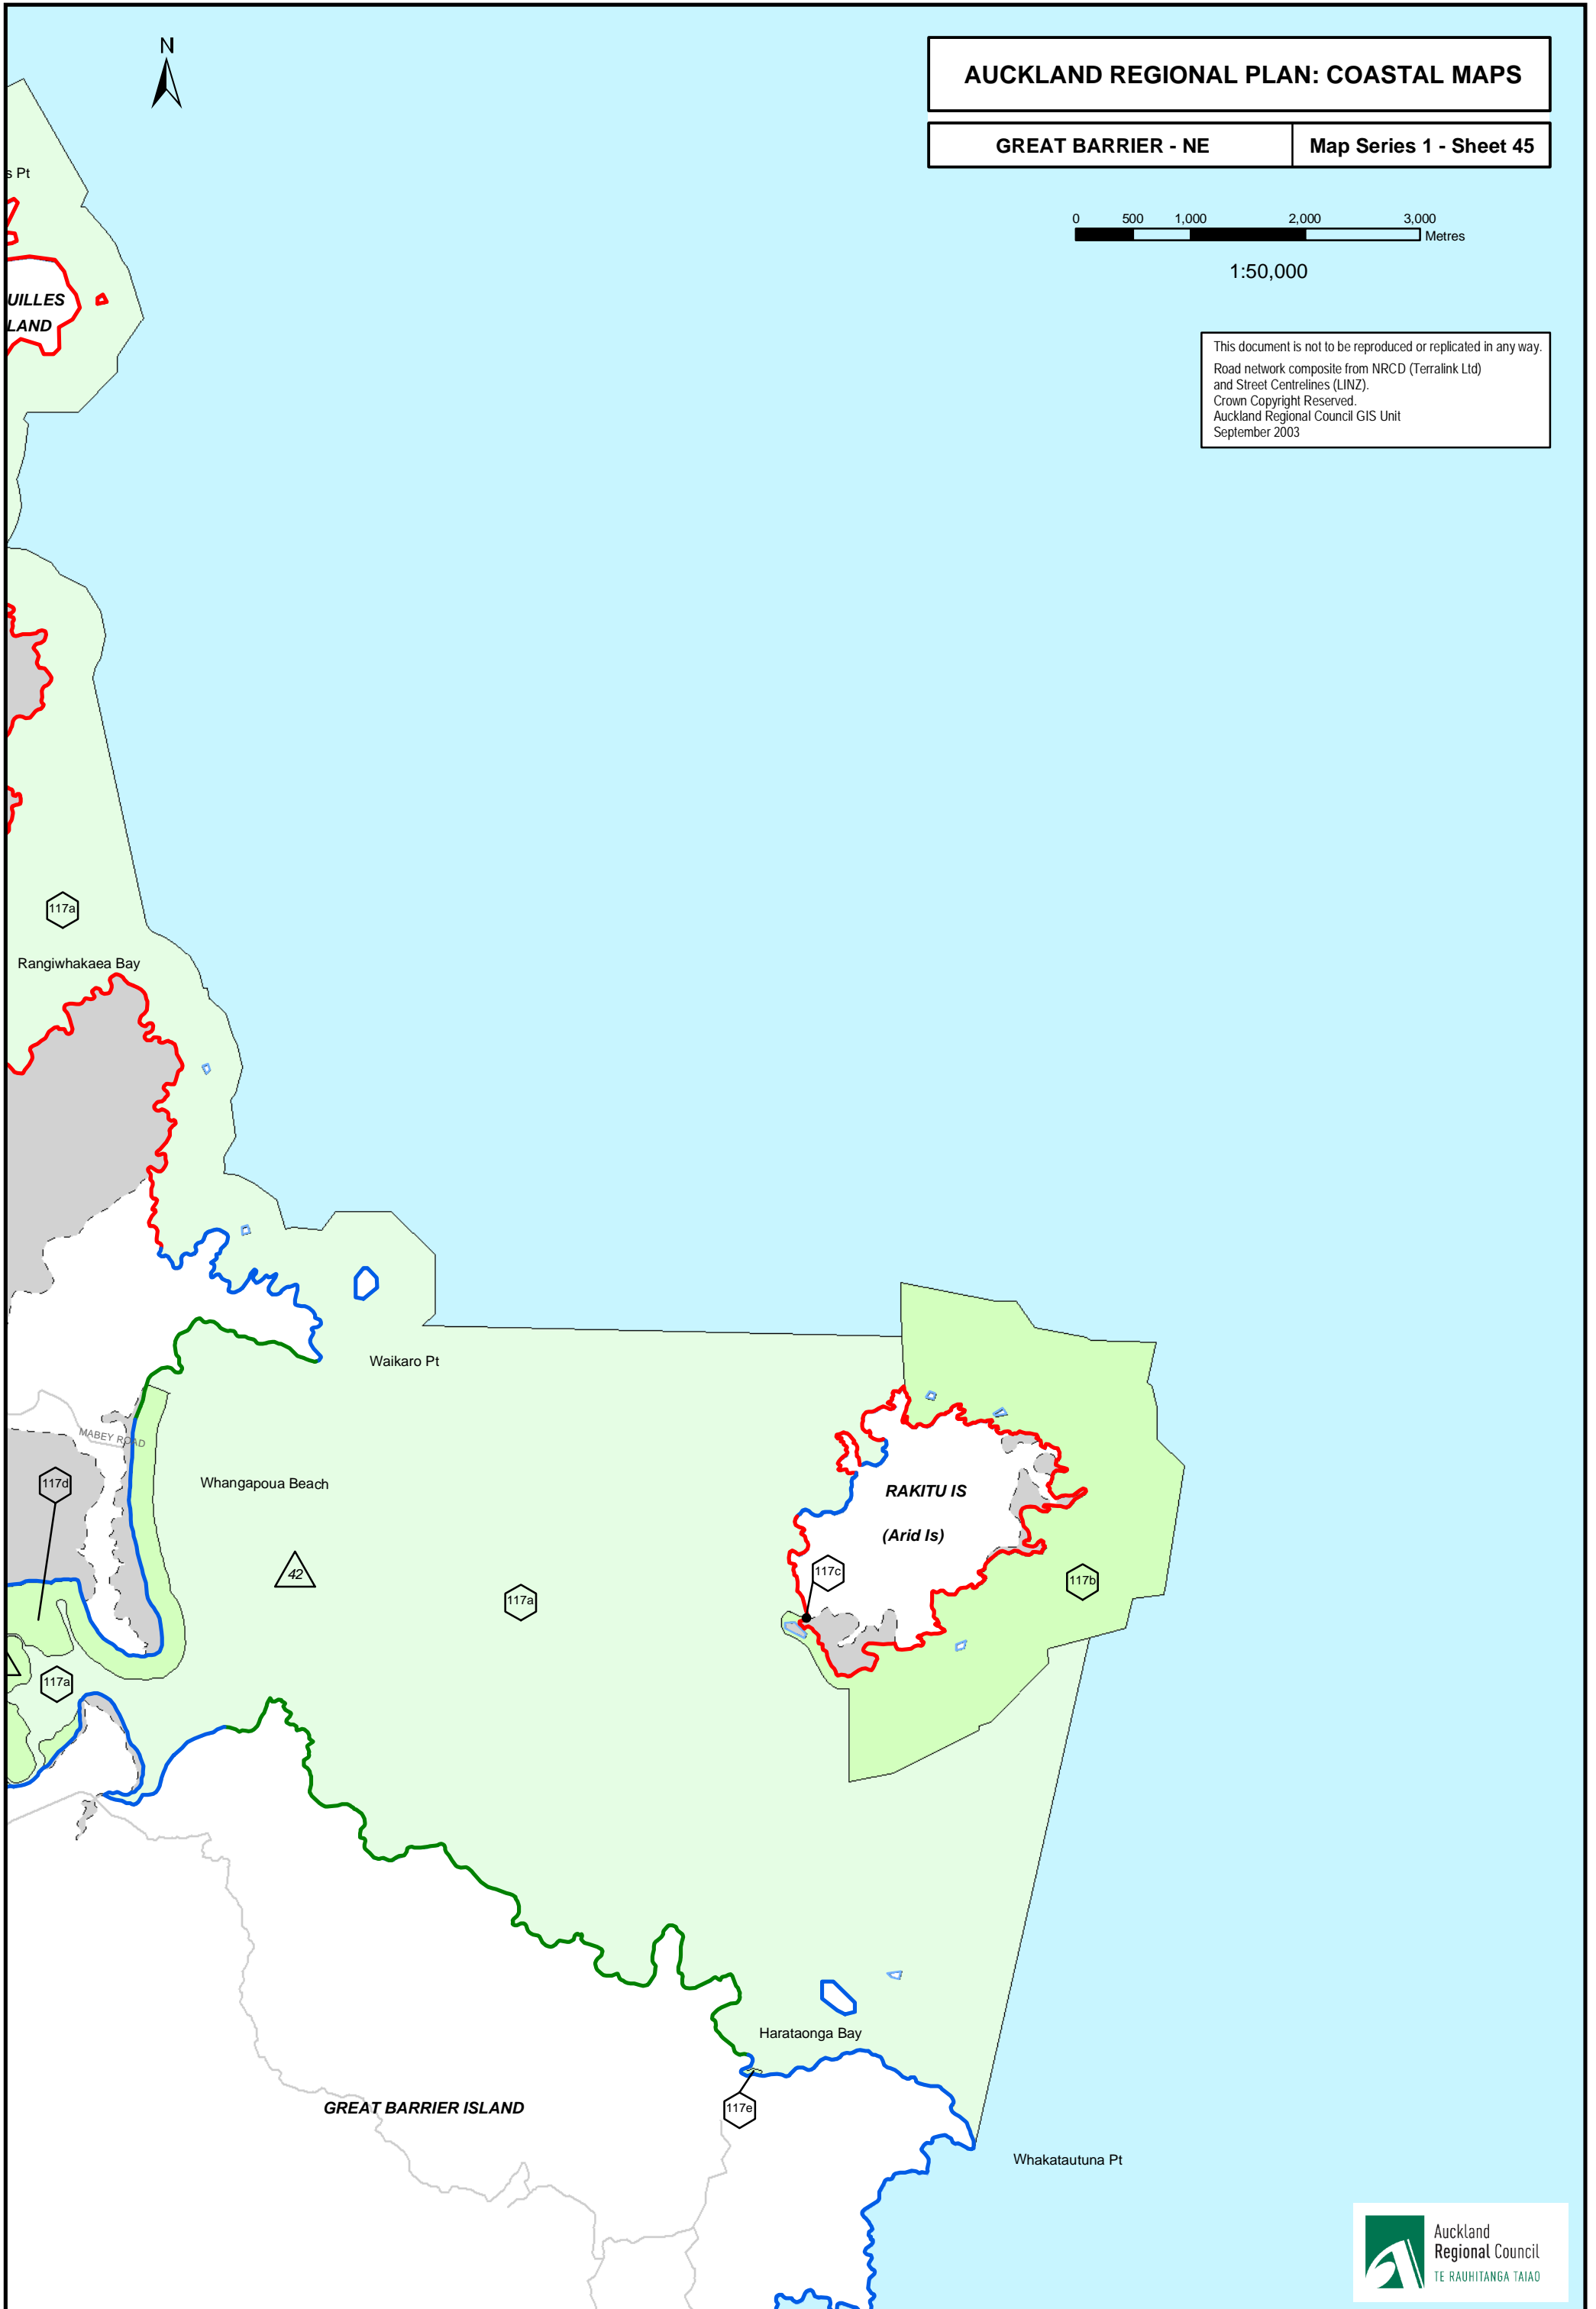 N
AUCKLAND REGIONAL PLAN: COASTAL MAPS
GREAT BARRIER - NE
Map Series 1 - Sheet 45
0 500 1,000 2,000 3,000
Metres
1:50,000
This document is not to be reproduced or replicated in any way.
Road network composite from NRCD (Terralink Ltd)
and Street Centrelines (LINZ).
Crown Copyright Reserved.
Auckland Regional Council GIS Unit
September 2003
s Pt
UILLES
LAND
117a
Rangiwhakaea Bay
Waikaro Pt
MABEY ROAD
117d
Whangapoua Beach
RAKITU IS
(Arid Is)
42
117a
117c
117b
117a
Harataonga Bay
117e
GREAT BARRIER ISLAND
Whakatautuna Pt
Auckland
Regional Council
TE RAUHITANGA TAIAO